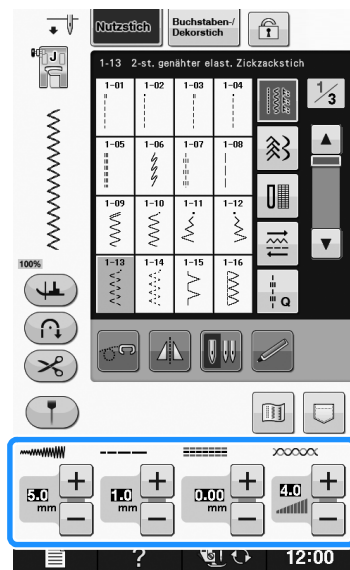 Nutzstich
Buchstaben-/
Dekorstich
J
1-13 2-st. genähter elast. Zickzackstich
1-01 1-02 1-03 1-04
1/3
1-05 1-06 1-07 1-08
1-09 1-10 1-11 1-12
100%
1-13 1-14 1-15 1-16
Q
5.0 mm + −
1.0 mm + −
0.00 mm + −
4.0 + −
? 12:00